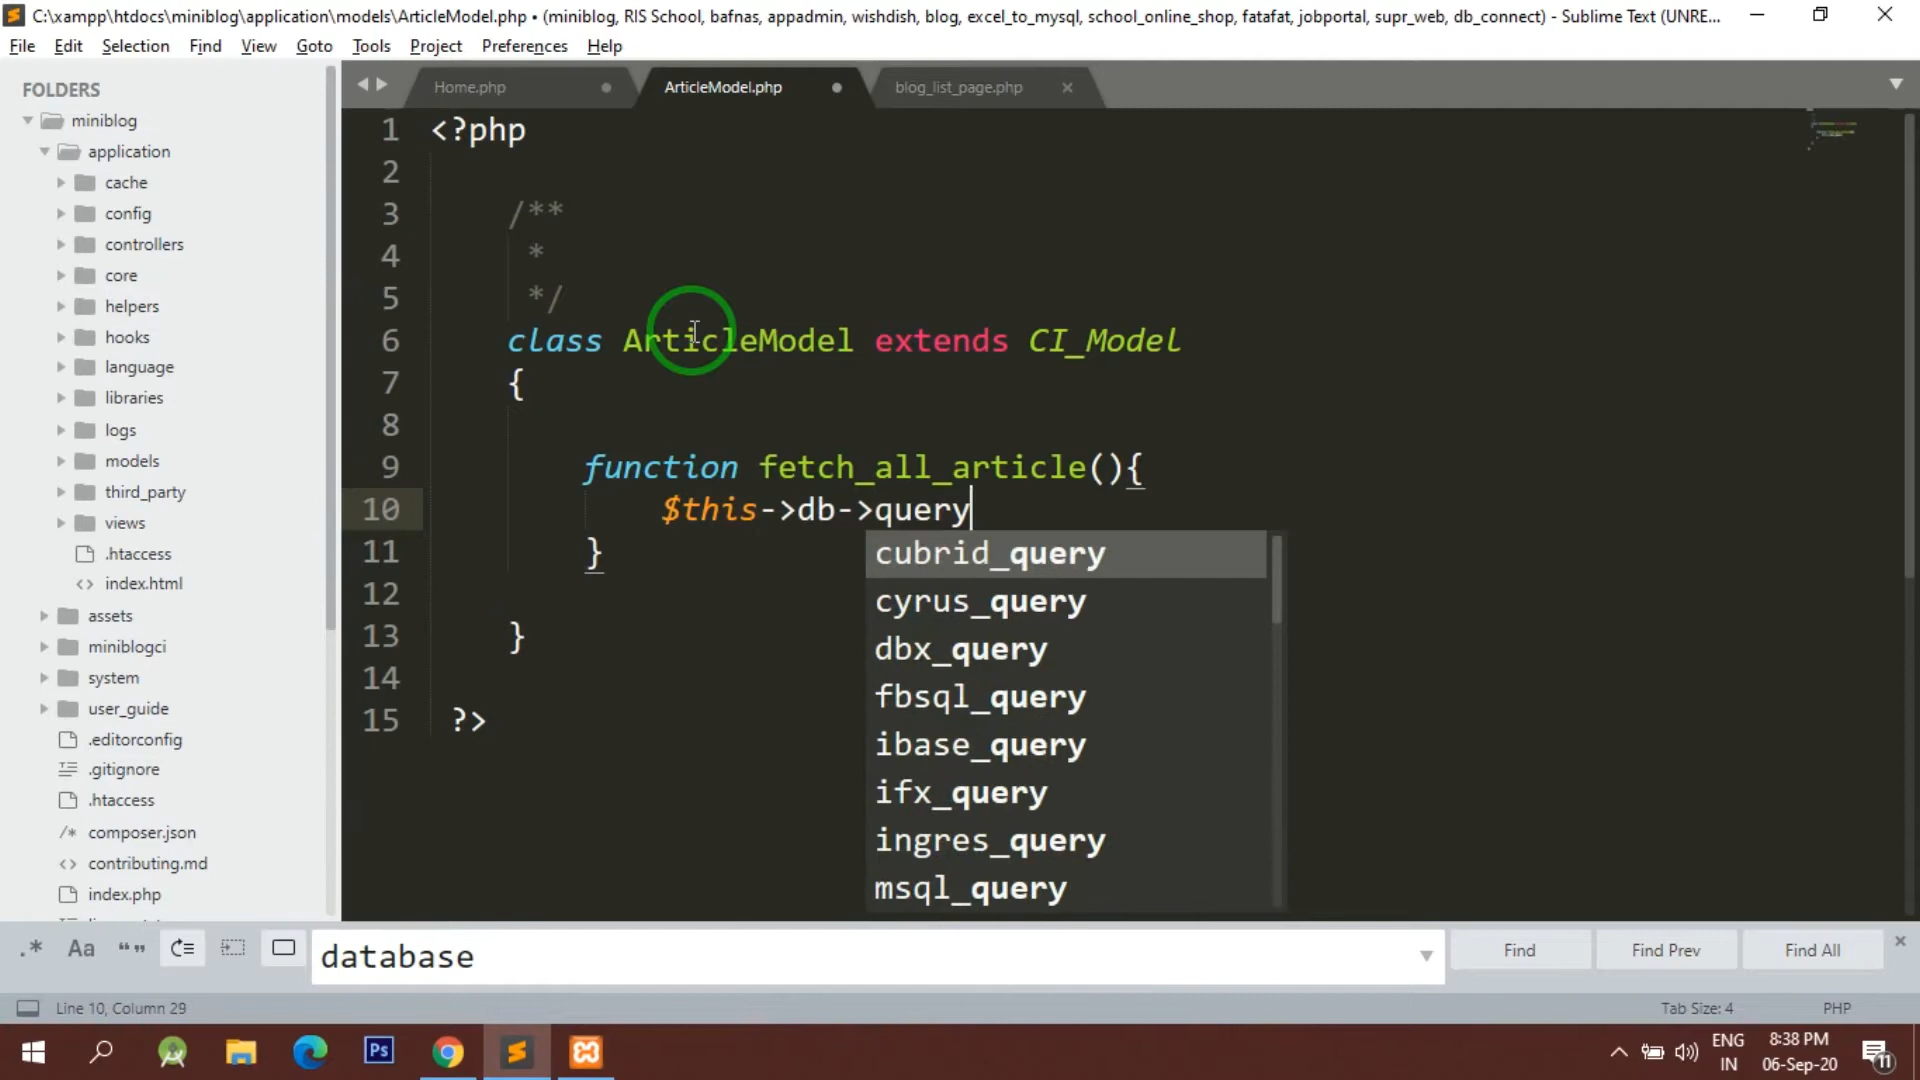 C:\xampp\htdocs\miniblog\application\models\ArticleModel.php • (miniblog, RIS School, bafnas, appadmin, wishdish, blog, excel_to_mysql, school_online_shop, fatafat, jobportal, supr_web, db_connect) - Sublime Text (UNRE...
File Edit Selection Find View Goto Tools Project Preferences Help
FOLDERS
miniblog
application
cache
config
controllers
core
helpers
hooks
language
libraries
logs
models
third_party
views
.htaccess
index.html
assets
miniblogci
system
user_guide
.editorconfig
.gitignore
.htaccess
/* composer.json
<> contributing.md
index.php
Home.php ArticleModel.php blog_list_page.php
1 <?php
2
3 /**
4 *
5 */
6 class ArticleModel extends CI_Model
7 {
8
9 function fetch_all_article(){
10 $this->db->query
11 }
12
13 }
14
15 ?>
cubrid_query
cyrus_query
dbx_query
fbsql_query
ibase_query
ifx_query
ingres_query
msql_query
.* Aa “” database Find Find Prev Find All
Line 10, Column 29 Tab Size: 4 PHP
Ps
ENG
IN
8:38 PM
06-Sep-20
11